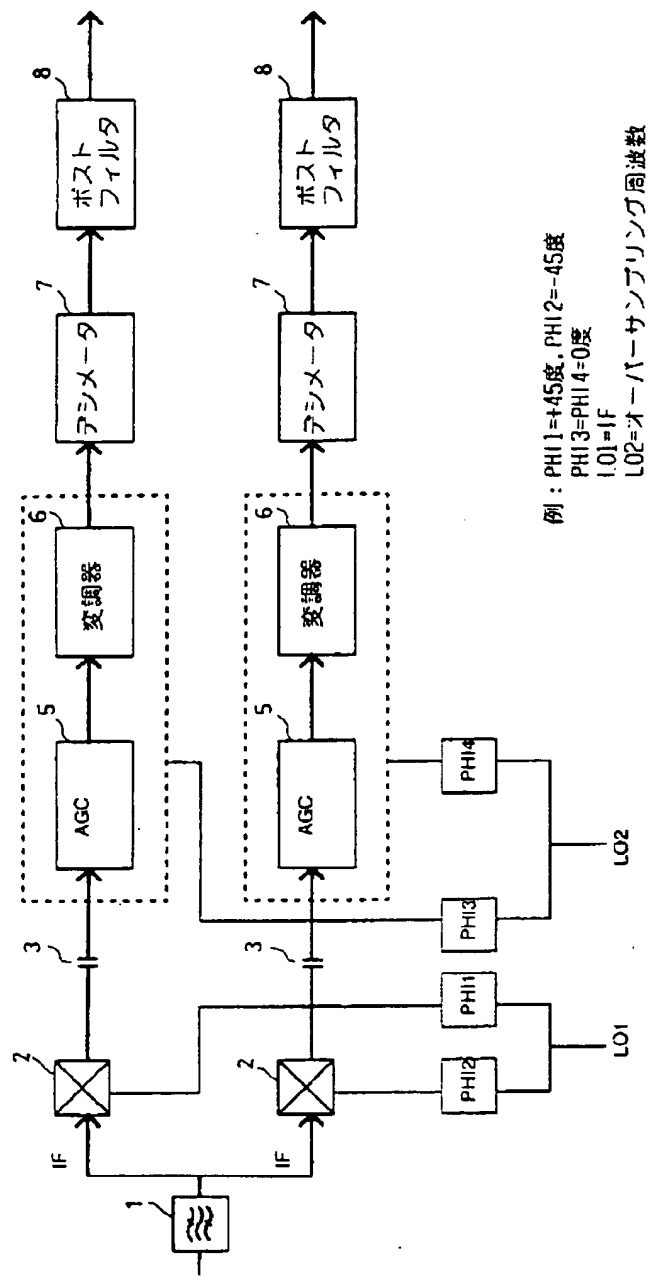 1
IF
IF
2
2
3
3
AGC
5
変調器
6
デシメータ
7
ポスト
フィルタ
8
AGC
5
変調器
6
デシメータ
7
ポスト
フィルタ
8
PHI2
PHI1
PHI3
PHI4
LO1
LO2
例：PHI1=+45度, PHI2=-45度
PHI3=PHI4=0度
LO1=IF
LO2=オーバーサンプリング周波数